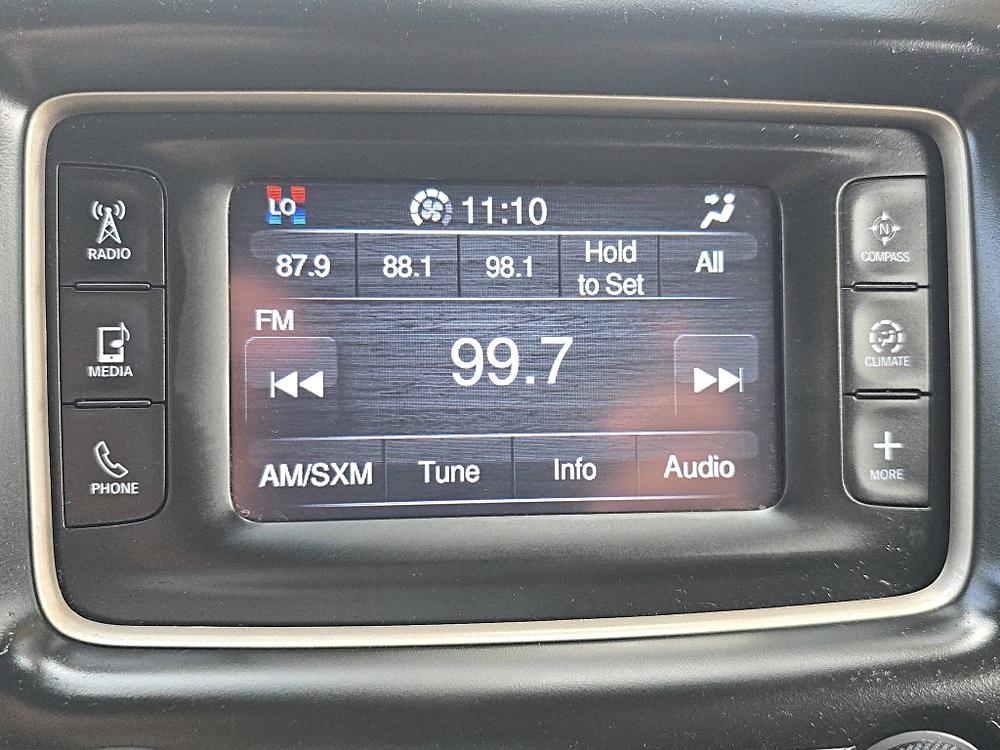 LO 11:10
87.9 88.1 98.1 Hold to Set All
FM
99.7
AM/SXM Tune Info Audio
RADIO
MEDIA
PHONE
N
COMPASS
CLIMATE
MORE